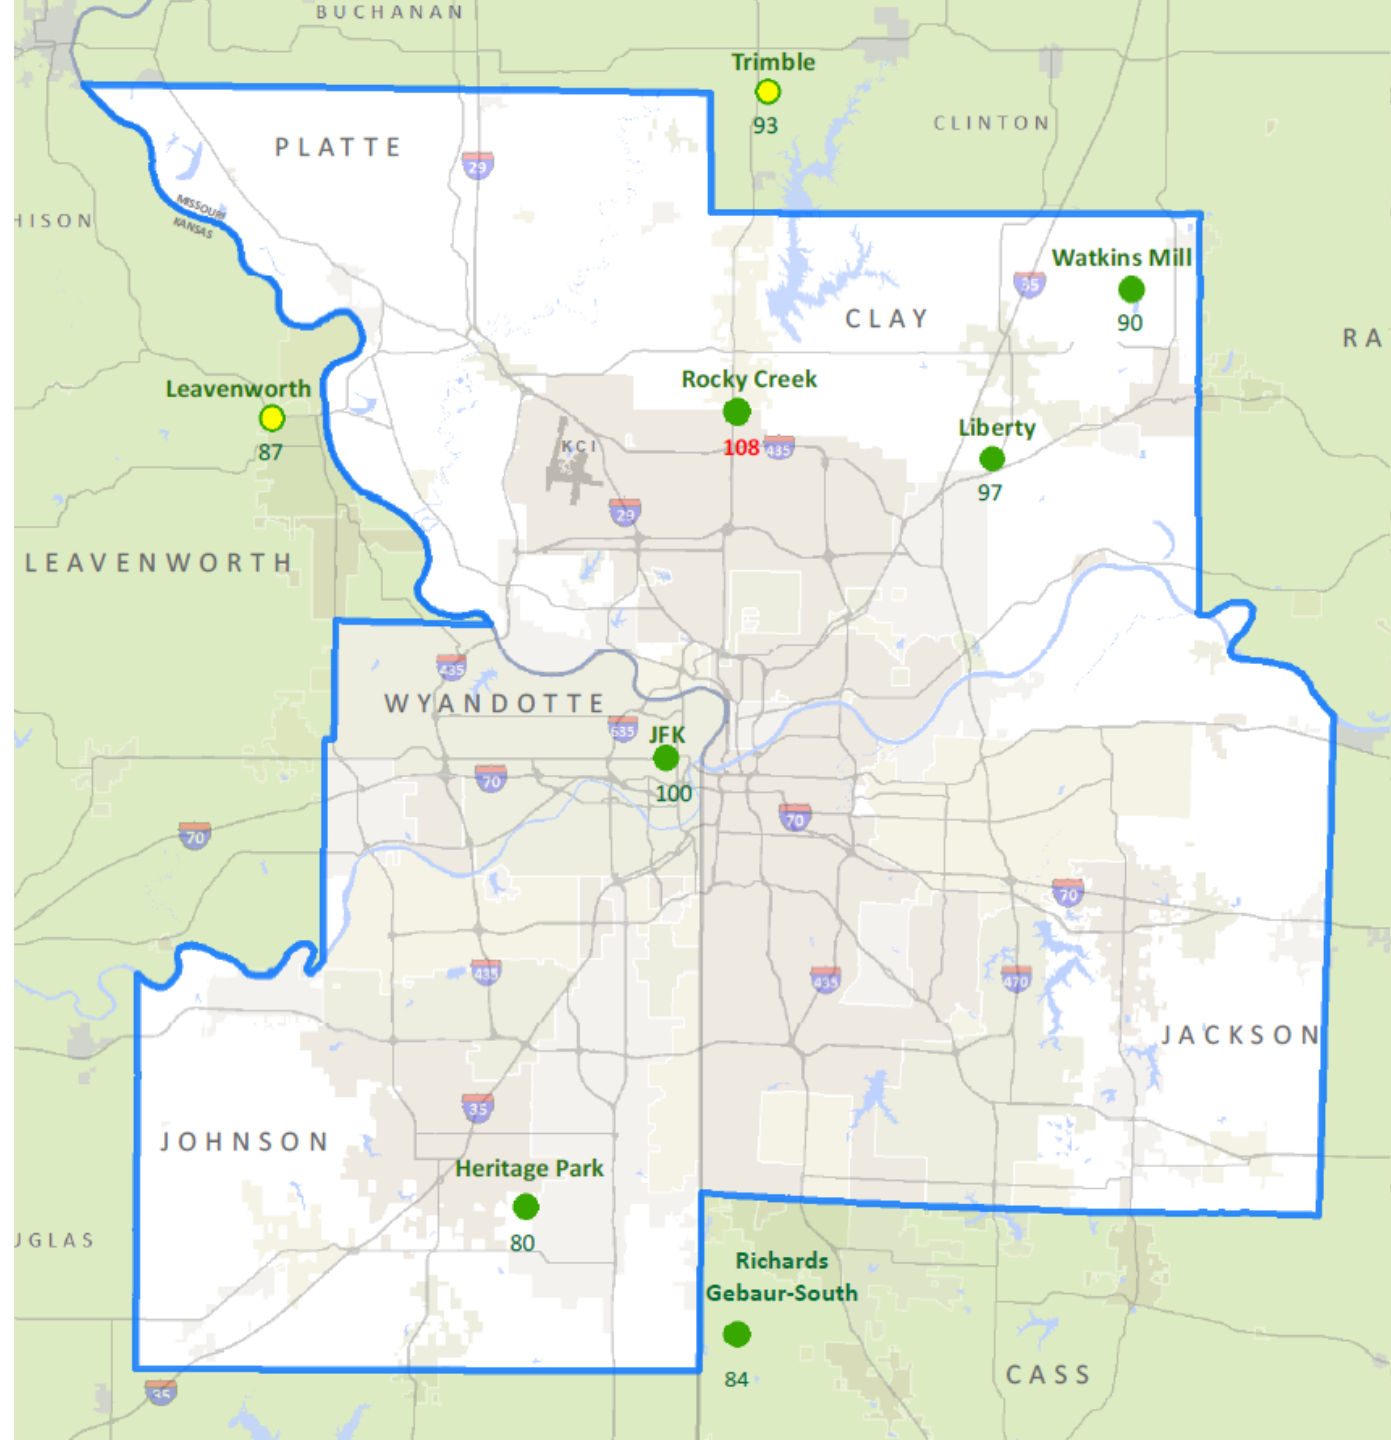 BUCHANAN
Trimble
93
CLINTON
PLATTE
29
MISSOURI
KANSAS
HISON
Watkins Mill
35
90
CLAY
RA
Rocky Creek
Leavenworth
87
108
435
Liberty
97
KCI
29
LEAVENWORTH
435
WYANDOTTE
635
JFK
100
70
70
70
70
435
435
470
JACKSON
35
JOHNSON
Heritage Park
80
UGLAS
Richards
Gebaur-South
84
CASS
35